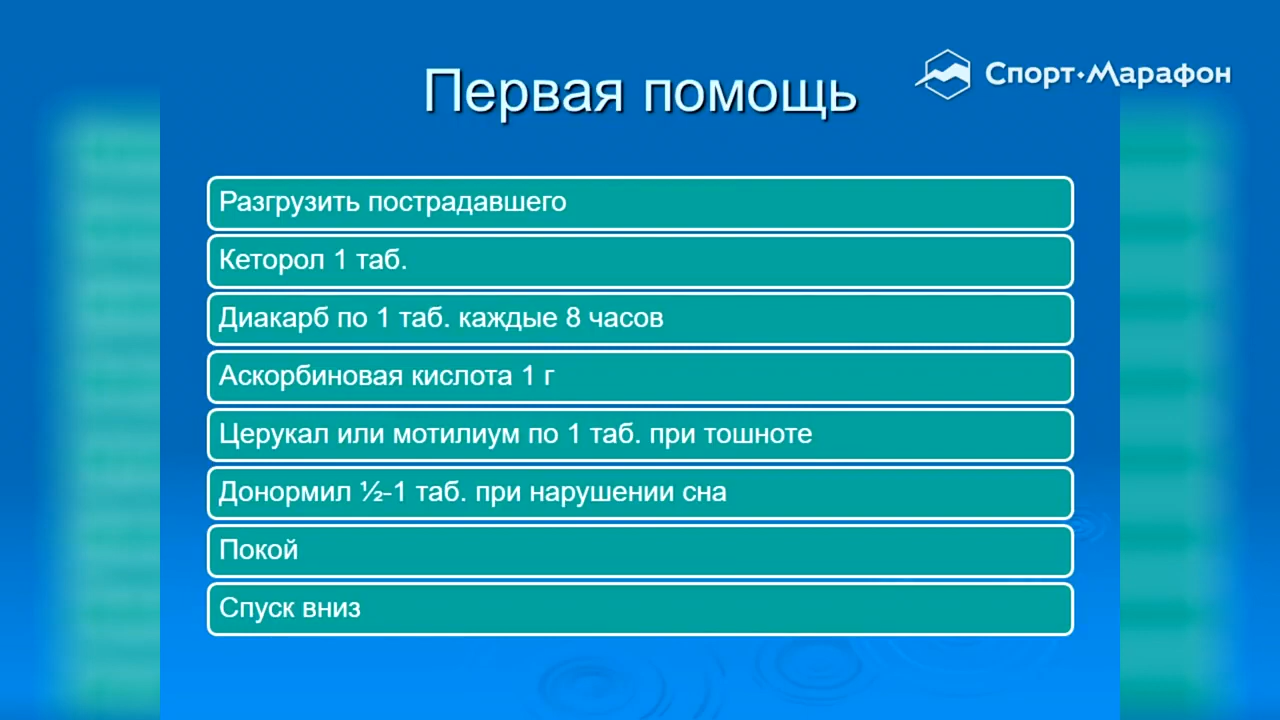 Спорт-Марафон
Первая помощь
Разгрузить пострадавшего
Кеторол 1 таб.
Диакарб по 1 таб. каждые 8 часов
Аскорбиновая кислота 1 г
Церукал или мотилиум по 1 таб. при тошноте
Донормил ½-1 таб. при нарушении сна
Покой
Спуск вниз